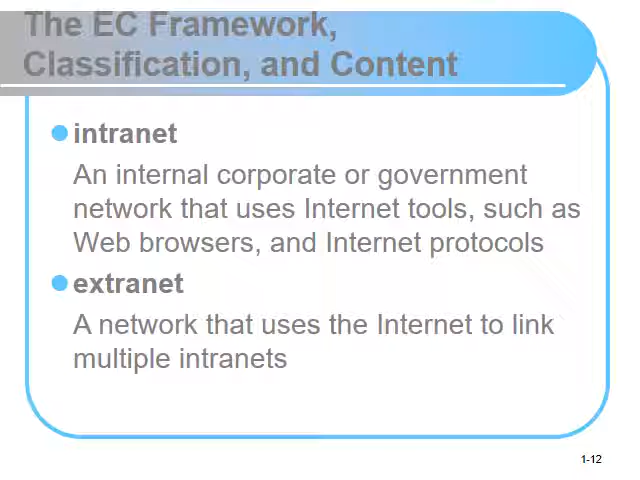 The EC Framework,
Classification, and Content
intranet
An internal corporate or government
network that uses Internet tools, such as
Web browsers, and Internet protocols
extranet
A network that uses the Internet to link
multiple intranets
1-12